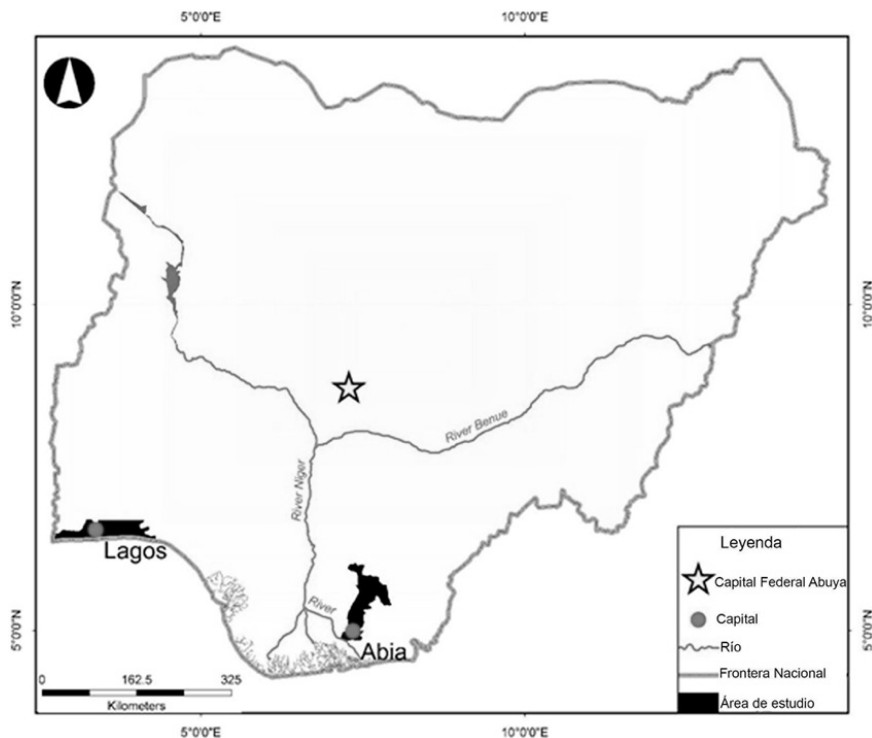 5°0'0"E 10°0'0"E
10°0'0"N 10°0'0"N
River Benue
River Niger
Lagos
River
Abia
5°0'0"N 5°0'0"N
Leyenda
Capital Federal Abuya
Capital
Río
Frontera Nacional
Área de estudio
0 162.5 325
Kilometers
5°0'0"E 10°0'0"E